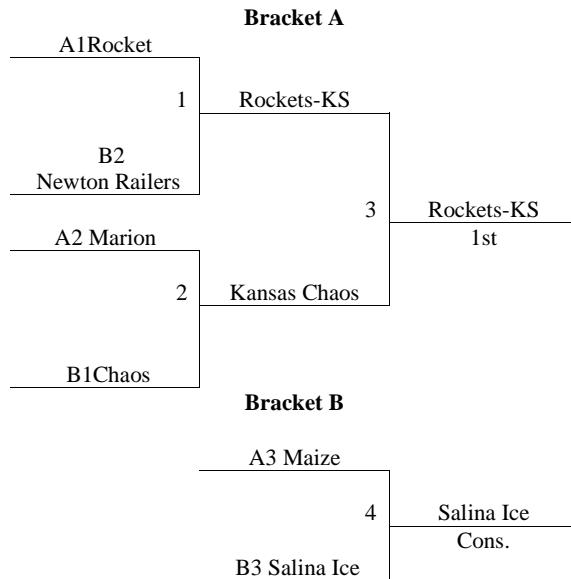 Bracket A
A1Rocket
1
Rockets-KS
B2
Newton Railers
3
Rockets-KS
1st
A2 Marion
2
Kansas Chaos
B1Chaos
Bracket B
A3 Maize
4
Salina Ice
Cons.
B3 Salina Ice